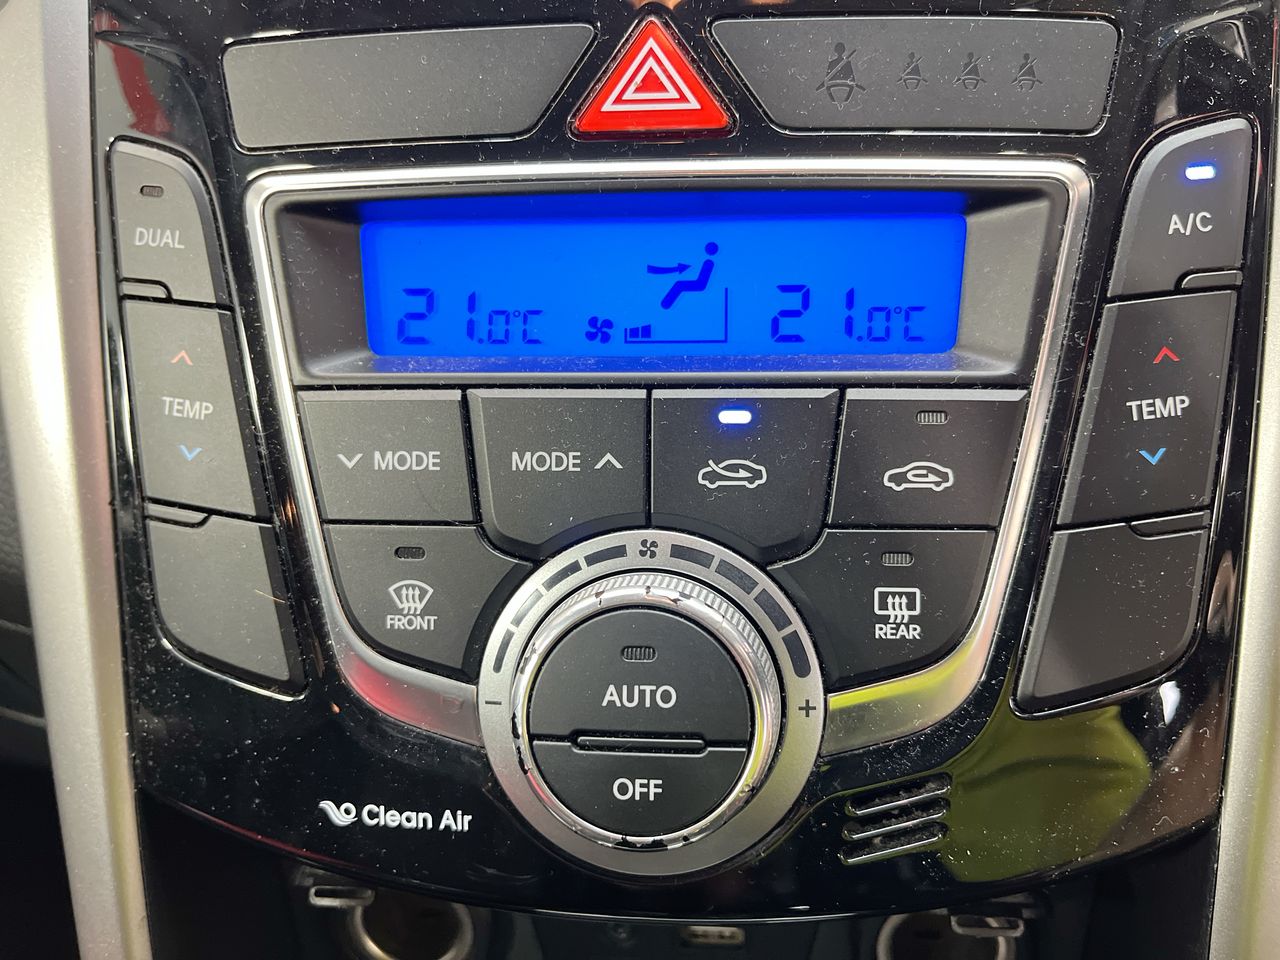 DUAL
A/C
21.0°C
21.0°C
TEMP
TEMP
MODE
MODE
FRONT
REAR
AUTO
- +
OFF
Clean Air